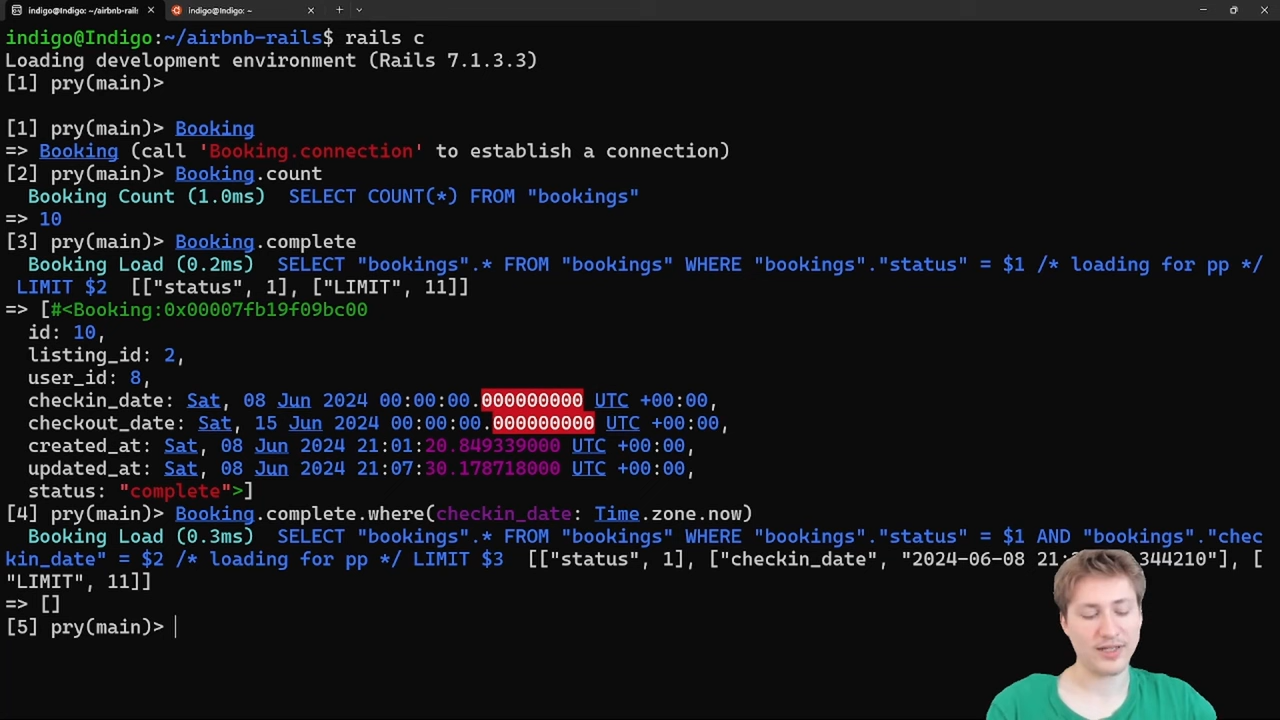 indigo@Indigo: ~/airbnb-rails
indigo@Indigo: ~
indigo@Indigo:~/airbnb-rails$ rails c
Loading development environment (Rails 7.1.3.3)
[1] pry(main)>
[1] pry(main)> Booking
=> Booking (call 'Booking.connection' to establish a connection)
[2] pry(main)> Booking.count
Booking Count (1.0ms)  SELECT COUNT(*) FROM "bookings"
=> 10
[3] pry(main)> Booking.complete
Booking Load (0.2ms)  SELECT "bookings".* FROM "bookings" WHERE "bookings"."status" = $1 /* loading for pp */
LIMIT $2  [["status", 1], ["LIMIT", 11]]
=> [#<Booking:0x00007fb19f09bc00
id: 10,
listing_id: 2,
user_id: 8,
checkin_date: Sat, 08 Jun 2024 00:00:00.000000000 UTC +00:00,
checkout_date: Sat, 15 Jun 2024 00:00:00.000000000 UTC +00:00,
created_at: Sat, 08 Jun 2024 21:01:20.849339000 UTC +00:00,
updated_at: Sat, 08 Jun 2024 21:07:30.178718000 UTC +00:00,
status: "complete">]
[4] pry(main)> Booking.complete.where(checkin_date: Time.zone.now)
Booking Load (0.3ms)  SELECT "bookings".* FROM "bookings" WHERE "bookings"."status" = $1 AND "bookings"."chec
kin_date" = $2 /* loading for pp */ LIMIT $3  [["status", 1], ["checkin_date", "2024-06-08 21: 344210"], [
"LIMIT", 11]]
=> []
[5] pry(main)>